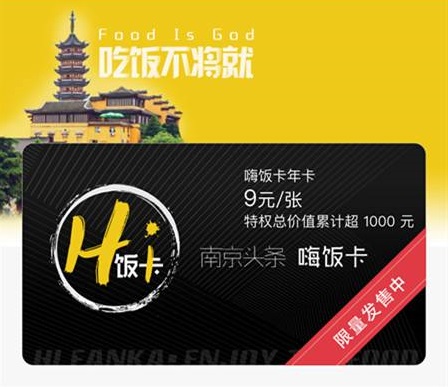 Food Is God
吃饭不将就
嗨饭卡年卡
9元/张
特权总价值累计超 1000 元
H饭卡
南京头条 嗨饭卡
限量发售中